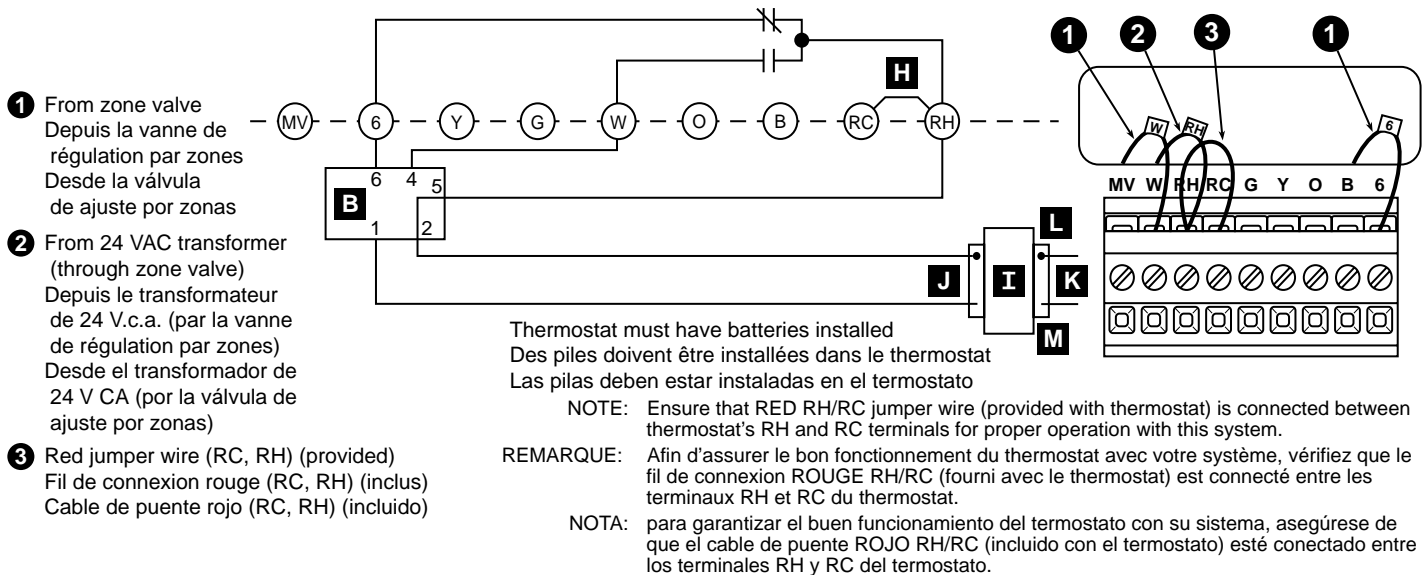 1 From zone valve
Depuis la vanne de
régulation par zones
Desde la válvula
de ajuste por zonas
2 From 24 VAC transformer
(through zone valve)
Depuis le transformateur
de 24 V.c.a. (par la vanne
de régulation par zones)
Desde el transformador de
24 V CA (por la válvula de
ajuste por zonas)
3 Red jumper wire (RC, RH) (provided)
Fil de connexion rouge (RC, RH) (inclus)
Cable de puente rojo (RC, RH) (incluido)
H
MV 6 Y G W O B RC RH
6 4 5
B
1 2
L
J I K
M
1 2 3 1
W RH 6
MV W RH RC G Y O B 6
Thermostat must have batteries installed
Des piles doivent être installées dans le thermostat
Las pilas deben estar instaladas en el termostato
NOTE: Ensure that RED RH/RC jumper wire (provided with thermostat) is connected between
thermostat's RH and RC terminals for proper operation with this system.
REMARQUE: Afin d'assurer le bon fonctionnement du thermostat avec votre système, vérifiez que le
fil de connexion ROUGE RH/RC (fourni avec le thermostat) est connecté entre les
terminaux RH et RC du thermostat.
NOTA: para garantizar el buen funcionamiento del termostato con su sistema, asegúrese de
que el cable de puente ROJO RH/RC (incluido con el termostato) esté conectado entre
los terminales RH y RC del termostato.